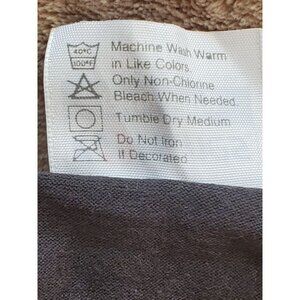 40°C
100°F
Machine Wash Warm
in Like Colors
Only Non-Chlorine
Bleach When Needed
Tumble Dry Medium
Do Not Iron
If Decorated